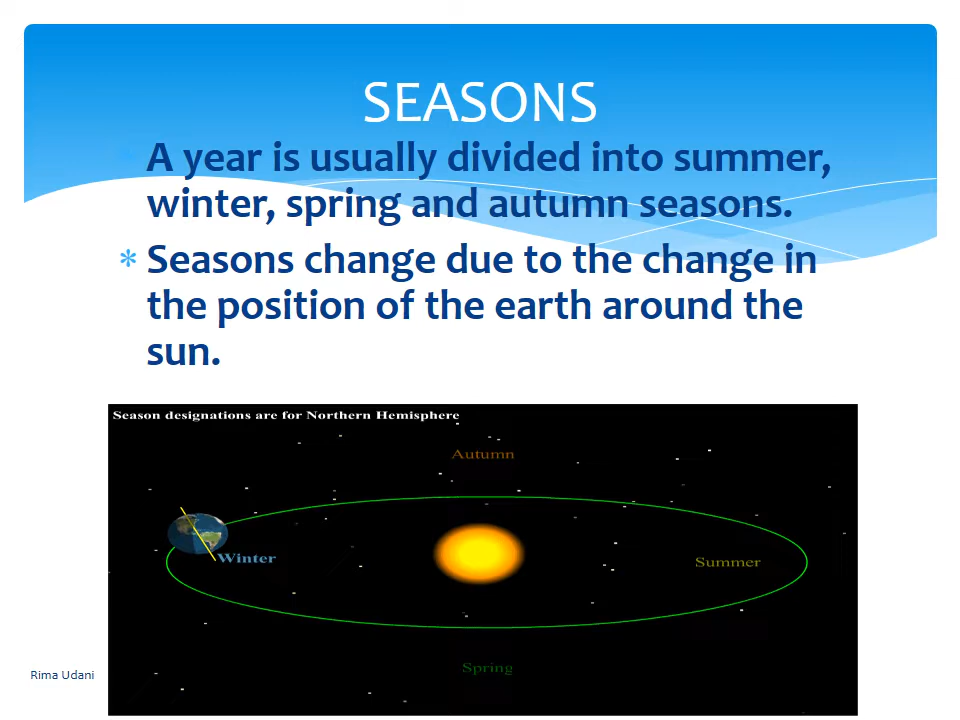 SEASONS
* A year is usually divided into summer,
winter, spring and autumn seasons.
* Seasons change due to the change in
the position of the earth around the
sun.
Season designations are for Northern Hemisphere
Autumn
Winter
Summer
Spring
Rima Udani